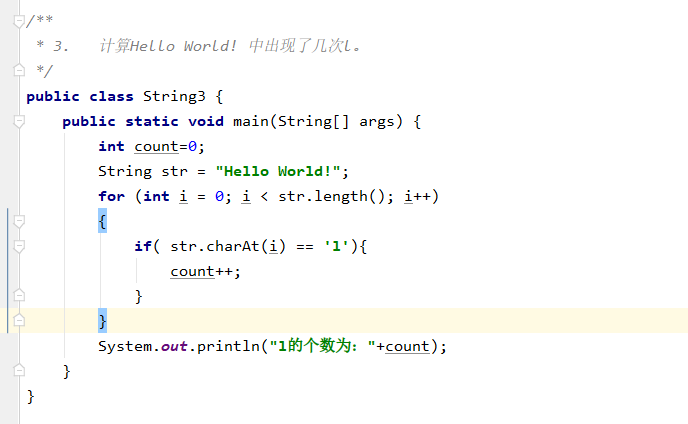 /**
 * 3.   计算Hello World! 中出现了几次l。
 */
public class String3 {
    public static void main(String[] args) {
        int count=0;
        String str = "Hello World!";
        for (int i = 0; i < str.length(); i++)
        {
            if( str.charAt(i) == 'l'){
                count++;
            }
        }
        System.out.println("l的个数为："+count);
    }
}